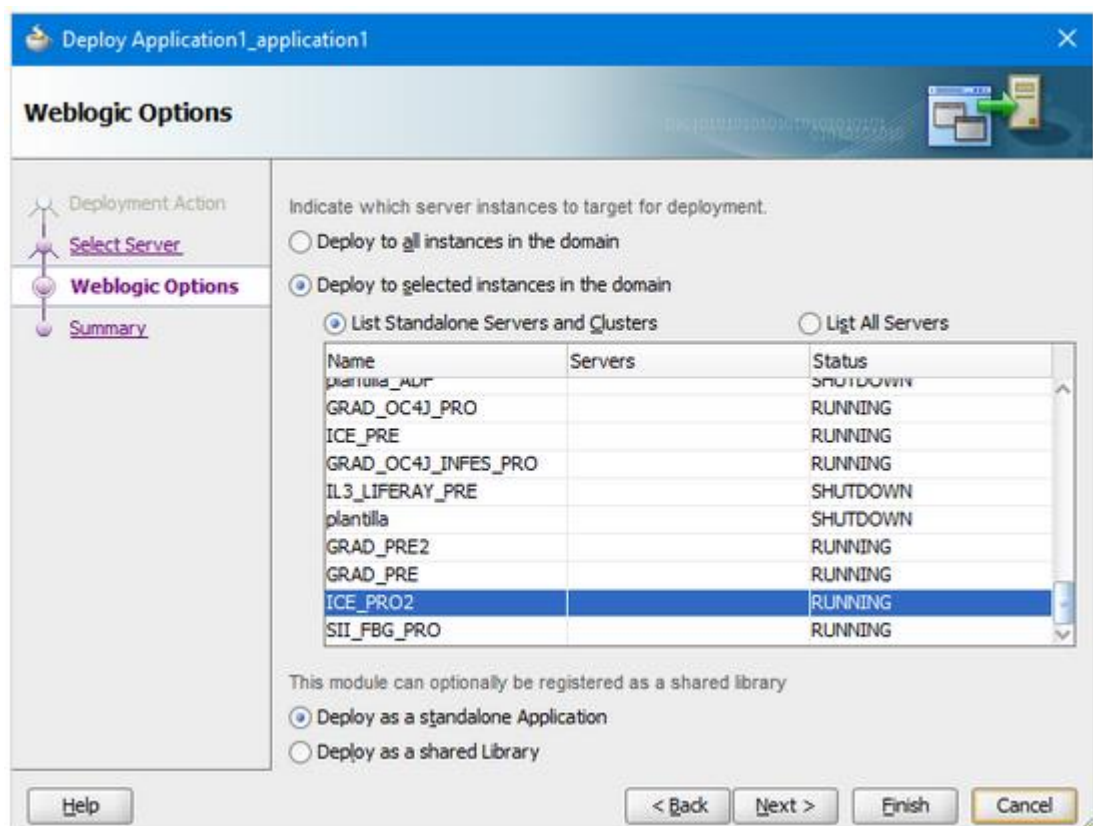 Deploy Application1_application1
Weblogic Options
Deployment Action
Select Server
Weblogic Options
Summary
Indicate which server instances to target for deployment.
Deploy to all instances in the domain
Deploy to selected instances in the domain
List Standalone Servers and Clusters List All Servers
Name Servers Status
plantilla_ADF SHUTDOWN
GRAD_OC4J_PRO RUNNING
ICE_PRE RUNNING
GRAD_OC4J_INFES_PRO RUNNING
IL3_LIFERAY_PRE SHUTDOWN
plantilla SHUTDOWN
GRAD_PRE2 RUNNING
GRAD_PRE RUNNING
ICE_PRO2 RUNNING
SII_FBG_PRO RUNNING
This module can optionally be registered as a shared library
Deploy as a standalone Application
Deploy as a shared Library
Help < Back Next > Finish Cancel